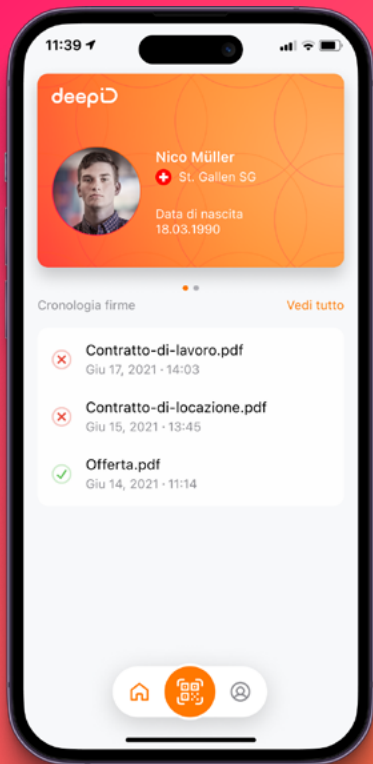 11:39
deepID
Nico Müller
St. Gallen SG
Data di nascita
18.03.1990
Cronologia firme
Vedi tutto
Contratto-di-lavoro.pdf
Giu 17, 2021 · 14:03
Contratto-di-locazione.pdf
Giu 15, 2021 · 13:45
Offerta.pdf
Giu 14, 2021 · 11:14